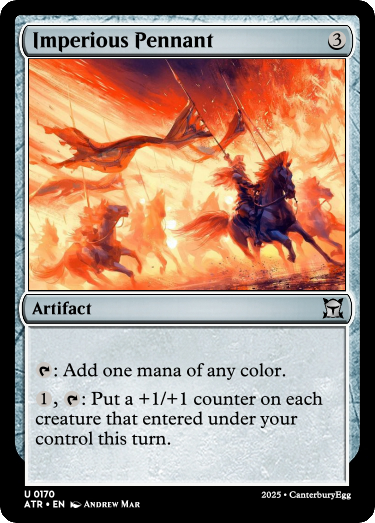 Imperious Pennant 3
Artifact
: Add one mana of any color.
1, : Put a +1/+1 counter on each
creature that entered under your
control this turn.
U 0170
ATR • EN Andrew Mar 2025 • CanterburyEgg